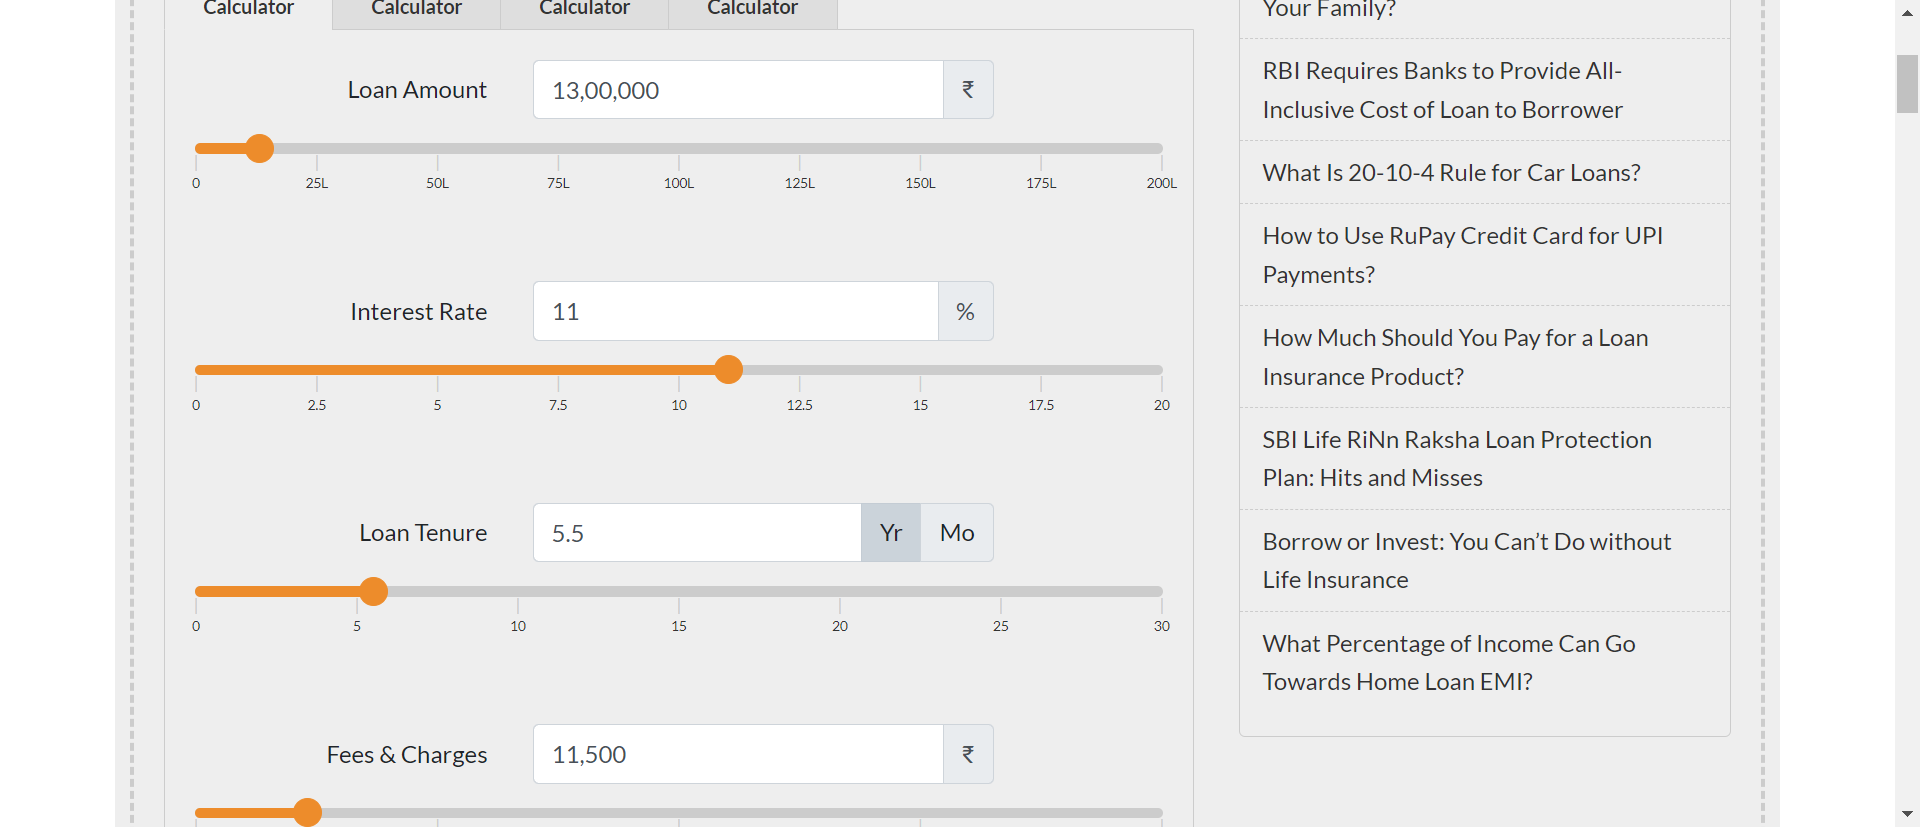 Calculator Calculator Calculator Calculator
Loan Amount 13,00,000 ₹
0 25L 50L 75L 100L 125L 150L 175L 200L
Interest Rate 11 %
0 2.5 5 7.5 10 12.5 15 17.5 20
Loan Tenure 5.5 Yr Mo
0 5 10 15 20 25 30
Fees & Charges 11,500 ₹
Your Family?
RBI Requires Banks to Provide All-
Inclusive Cost of Loan to Borrower
What Is 20-10-4 Rule for Car Loans?
How to Use RuPay Credit Card for UPI
Payments?
How Much Should You Pay for a Loan
Insurance Product?
SBI Life RiNn Raksha Loan Protection
Plan: Hits and Misses
Borrow or Invest: You Can’t Do without
Life Insurance
What Percentage of Income Can Go
Towards Home Loan EMI?